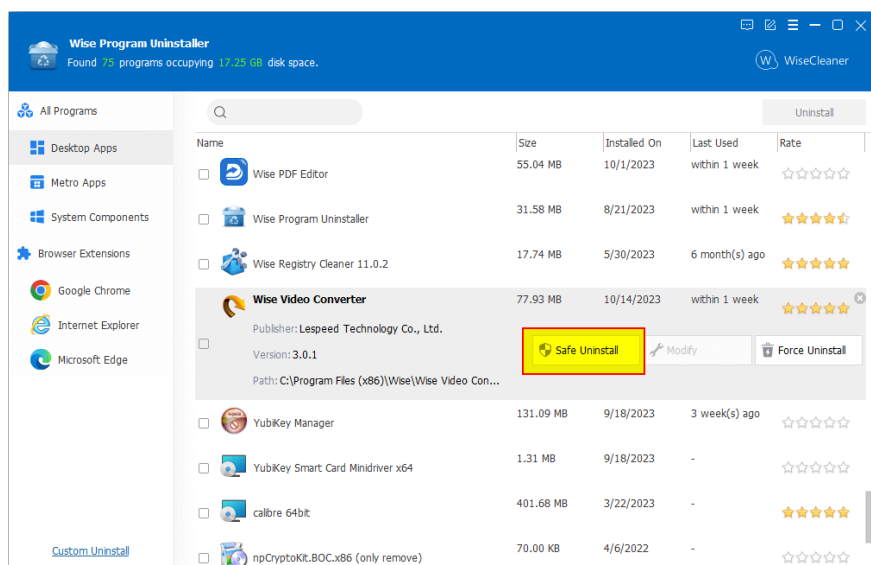 Wise Program Uninstaller
Found 75 programs occupying 17.25 GB disk space.
W WiseCleaner
All Programs
Desktop Apps
Metro Apps
System Components
Browser Extensions
Google Chrome
Internet Explorer
Microsoft Edge
Custom Uninstall
Uninstall
Name Size Installed On Last Used Rate
Wise PDF Editor 55.04 MB 10/1/2023 within 1 week
Wise Program Uninstaller 31.58 MB 8/21/2023 within 1 week
Wise Registry Cleaner 11.0.2 17.74 MB 5/30/2023 6 month(s) ago
Wise Video Converter 77.93 MB 10/14/2023 within 1 week
Publisher: Lespeed Technology Co., Ltd.
Version: 3.0.1
Path: C:\Program Files (x86)\Wise\Wise Video Con...
Safe Uninstall Modify Force Uninstall
YubiKey Manager 131.09 MB 9/18/2023 3 week(s) ago
YubiKey Smart Card Minidriver x64 1.31 MB 9/18/2023 -
calibre 64bit 401.68 MB 3/22/2023 -
npCryptoKit.BOC.x86 (only remove) 70.00 KB 4/6/2022 -